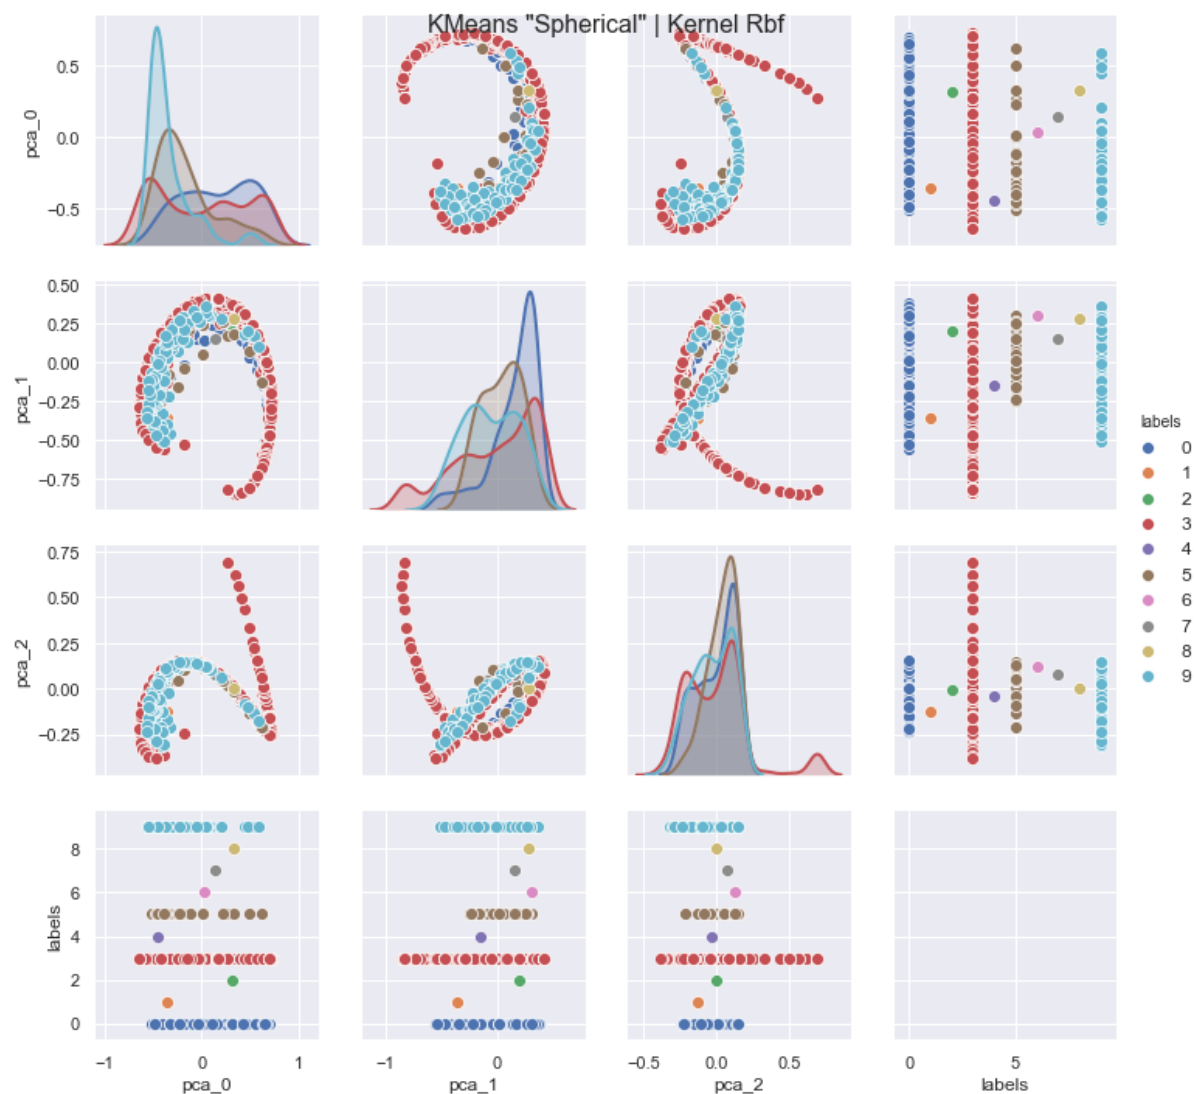 KMeans "Spherical" | Kernel Rbf
pca_0
0.5
0.0
−0.5
pca_1
0.50
0.25
0.00
−0.25
−0.50
−0.75
pca_2
0.75
0.50
0.25
0.00
−0.25
labels
8
6
4
2
0
−1 0 1
pca_0
−1 0
pca_1
−0.5 0.0 0.5
pca_2
0 5
labels
labels
0
1
2
3
4
5
6
7
8
9